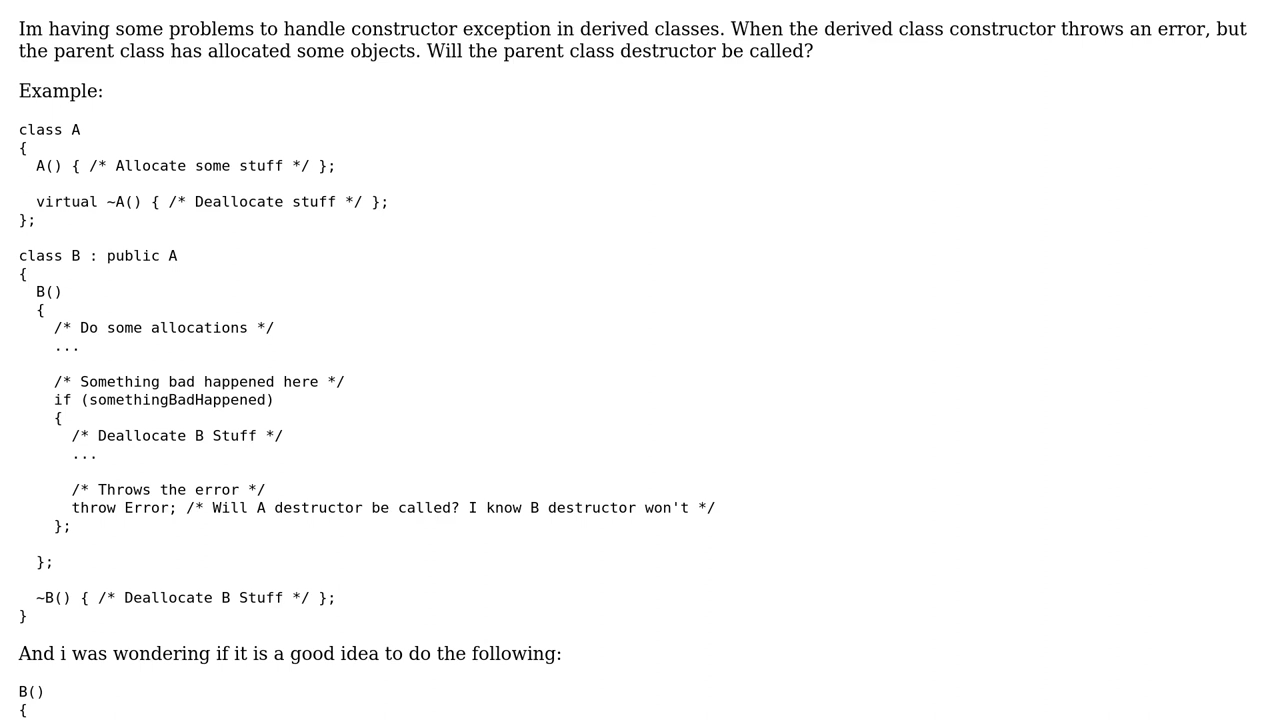 Im having some problems to handle constructor exception in derived classes. When the derived class constructor throws an error, but
the parent class has allocated some objects. Will the parent class destructor be called?
Example:
class A
{
  A() { /* Allocate some stuff */ };

  virtual ~A() { /* Deallocate stuff */ };
};

class B : public A
{
  B()
  {
    /* Do some allocations */
    ...

    /* Something bad happened here */
    if (somethingBadHappened)
    {
      /* Deallocate B Stuff */
      ...

      /* Throws the error */
      throw Error; /* Will A destructor be called? I know B destructor won't */
    };

  };

  ~B() { /* Deallocate B Stuff */ };
}
And i was wondering if it is a good idea to do the following:
B()
{